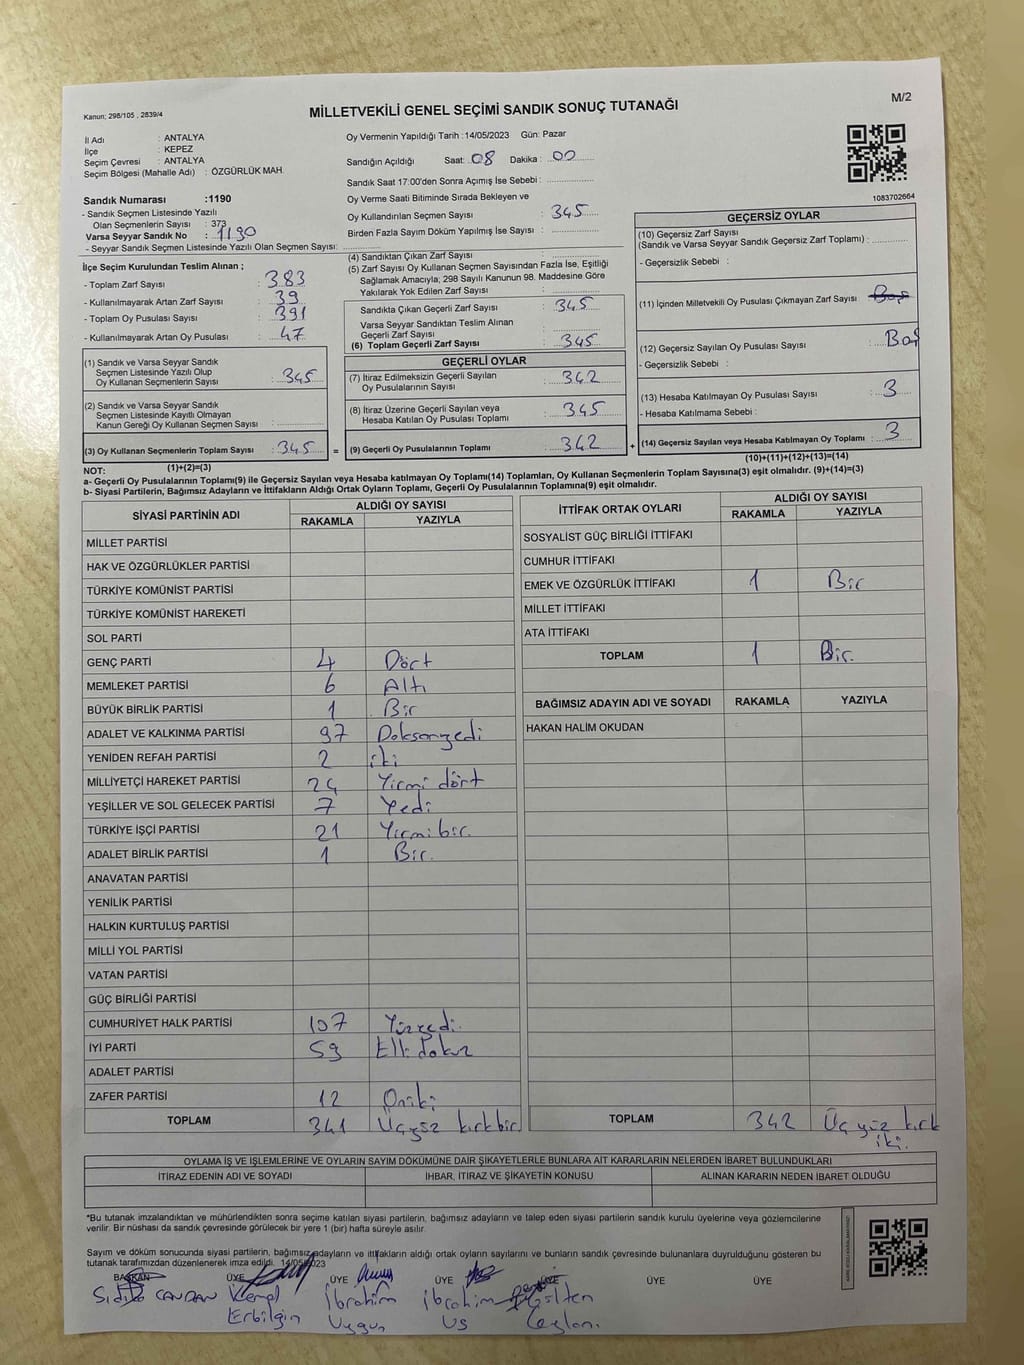 Kanun; 298/105 , 2839/4
MİLLETVEKİLİ GENEL SEÇİMİ SANDIK SONUÇ TUTANAĞI
M/2
İl Adı : ANTALYA
İlçe : KEPEZ
Seçim Çevresi : ANTALYA
Seçim Bölgesi (Mahalle Adı) : ÖZGÜRLÜK MAH.
Oy Vermenin Yapıldığı Tarih :14/05/2023 Gün: Pazar
Sandığın Açıldığı Saat: 08 Dakika : 00
Sandık Saat 17:00'den Sonra Açımış İse Sebebi :
1083702664
Sandık Numarası :1190
- Sandık Seçmen Listesinde Yazılı
Olan Seçmenlerin Sayısı : 373
Varsa Seyyar Sandık No : 1190
- Seyyar Sandık Seçmen Listesinde Yazılı Olan Seçmen Sayısı:
Oy Verme Saati Bitiminde Sırada Bekleyen ve
Oy Kullandırılan Seçmen Sayısı : 345
Birden Fazla Sayım Döküm Yapılmış İse Sayısı :
İlçe Seçim Kurulundan Teslim Alınan ;
- Toplam Zarf Sayısı : 383
- Kullanılmayarak Artan Zarf Sayısı : 39
- Toplam Oy Pusulası Sayısı : 391
- Kullanılmayarak Artan Oy Pusulası : 47
(4) Sandıktan Çıkan Zarf Sayısı :
(5) Zarf Sayısı Oy Kullanan Seçmen Sayısından Fazla İse, Eşitliği
Sağlamak Amacıyla; 298 Sayılı Kanunun 98. Maddesine Göre
Yakılarak Yok Edilen Zarf Sayısı :
Sandıkta Çıkan Geçerli Zarf Sayısı : 345
Varsa Seyyar Sandıktan Teslim Alınan
Geçerli Zarf Sayısı :
(6) Toplam Geçerli Zarf Sayısı : 345
GEÇERSİZ OYLAR
(10) Geçersiz Zarf Sayısı
(Sandık ve Varsa Seyyar Sandık Geçersiz Zarf Toplamı) :
- Geçersizlik Sebebi :
(11) İçinden Milletvekili Oy Pusulası Çıkmayan Zarf Sayısı : Boş
(12) Geçersiz Sayılan Oy Pusulası Sayısı : Boş
- Geçersizlik Sebebi :
(13) Hesaba Katılmayan Oy Pusulası Sayısı : 3
- Hesaba Katılmama Sebebi :
(14) Geçersiz Sayılan veya Hesaba Katılmayan Oy Toplamı : 3
(10)+(11)+(12)+(13)=(14)
(1) Sandık ve Varsa Seyyar Sandık
Seçmen Listesinde Yazılı Olup
Oy Kullanan Seçmenlerin Sayısı : 345
(2) Sandık ve Varsa Seyyar Sandık
Seçmen Listesinde Kayıtlı Olmayan
Kanun Gereği Oy Kullanan Seçmen Sayısı :
(3) Oy Kullanan Seçmenlerin Toplam Sayısı : 345 =
(1)+(2)=(3)
GEÇERLİ OYLAR
(7) İtiraz Edilmeksizin Geçerli Sayılan
Oy Pusulalarının Sayısı : 342
(8) İtiraz Üzerine Geçerli Sayılan veya
Hesaba Katılan Oy Pusulası Toplamı : 345
(9) Geçerli Oy Pusulalarının Toplamı : 342 +
NOT:
a- Geçerli Oy Pusulalarının Toplamı(9) ile Geçersiz Sayılan veya Hesaba katılmayan Oy Toplamı(14) Toplamları, Oy Kullanan Seçmenlerin Toplam Sayısına(3) eşit olmalıdır. (9)+(14)=(3)
b- Siyasi Partilerin, Bağımsız Adayların ve İttifakların Aldığı Ortak Oyların Toplamı, Geçerli Oy Pusulalarının Toplamına(9) eşit olmalıdır.
SİYASİ PARTİNİN ADI
ALDIĞI OY SAYISI
RAKAMLA YAZIYLA
MİLLET PARTİSİ
HAK VE ÖZGÜRLÜKLER PARTİSİ
TÜRKİYE KOMÜNİST PARTİSİ
TÜRKİYE KOMÜNİST HAREKETİ
SOL PARTİ
GENÇ PARTİ 4 Dört
MEMLEKET PARTİSİ 6 Altı
BÜYÜK BİRLİK PARTİSİ 1 Bir
ADALET VE KALKINMA PARTİSİ 97 Doksanyedi
YENİDEN REFAH PARTİSİ 2 iki
MİLLİYETÇİ HAREKET PARTİSİ 24 Yirmi dört
YEŞİLLER VE SOL GELECEK PARTİSİ 7 Yedi
TÜRKİYE İŞÇİ PARTİSİ 21 Yirmi bir.
ADALET BİRLİK PARTİSİ 1 Bir.
ANAVATAN PARTİSİ
YENİLİK PARTİSİ
HALKIN KURTULUŞ PARTİSİ
MİLLİ YOL PARTİSİ
VATAN PARTİSİ
GÜÇ BİRLİĞİ PARTİSİ
CUMHURİYET HALK PARTİSİ 107 Yüzyedi.
İYİ PARTİ 59 Elli dokuz
ADALET PARTİSİ
ZAFER PARTİSİ 12 Oniki
TOPLAM 341 Üçyüz kırk bir
İTTİFAK ORTAK OYLARI
ALDIĞI OY SAYISI
RAKAMLA YAZIYLA
SOSYALİST GÜÇ BİRLİĞİ İTTİFAKI
CUMHUR İTTİFAKI
EMEK VE ÖZGÜRLÜK İTTİFAKI 1 Bir
MİLLET İTTİFAKI
ATA İTTİFAKI
TOPLAM 1 Bir.
BAĞIMSIZ ADAYIN ADI VE SOYADI RAKAMLA YAZIYLA
HAKAN HALİM OKUDAN
TOPLAM 342 Üç yüz kırk
iki.
OYLAMA İŞ VE İŞLEMLERİNE VE OYLARIN SAYIM DÖKÜMÜNE DAİR ŞİKAYETLERLE BUNLARA AİT KARARLARIN NELERDEN İBARET BULUNDUKLARI
İTİRAZ EDENİN ADI VE SOYADI İHBAR, İTİRAZ VE ŞİKAYETİN KONUSU ALINAN KARARIN NEDEN İBARET OLDUĞU
*Bu tutanak imzalandıktan ve mühürlendikten sonra seçime katılan siyasi partilerin, bağımsız adayların ve talep eden siyasi partilerin sandık kurulu üyelerine veya gözlemcilerine
verilir. Bir nüshası da sandık çevresinde görülecek bir yere 1 (bir) hafta süreyle asılır.
Sayım ve döküm sonucunda siyasi partilerin, bağımsız adayların ve ittifakların aldığı ortak oyların sayılarını ve bunların sandık çevresinde bulunanlara duyrulduğunu gösteren bu
tutanak tarafımızdan düzenlenerek imza edildi. 14/05/2023
BAŞKAN ÜYE ÜYE ÜYE ÜYE ÜYE ÜYE
Sıdıka CANDAN Kemal İbrahim İbrahim Gülten
Erbilgin Uygun Us Ceylan.